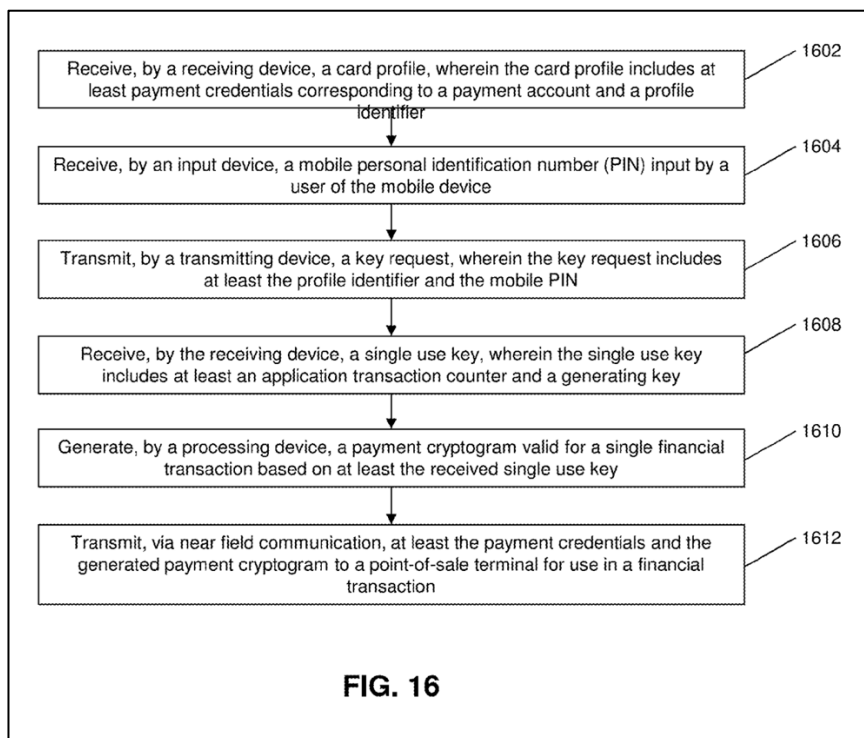 1602
Receive, by a receiving device, a card profile, wherein the card profile includes at
least payment credentials corresponding to a payment account and a profile
identifier
1604
Receive, by an input device, a mobile personal identification number (PIN) input by a
user of the mobile device
1606
Transmit, by a transmitting device, a key request, wherein the key request includes
at least the profile identifier and the mobile PIN
1608
Receive, by the receiving device, a single use key, wherein the single use key
includes at least an application transaction counter and a generating key
1610
Generate, by a processing device, a payment cryptogram valid for a single financial
transaction based on at least the received single use key
1612
Transmit, via near field communication, at least the payment credentials and the
generated payment cryptogram to a point-of-sale terminal for use in a financial
transaction
FIG. 16